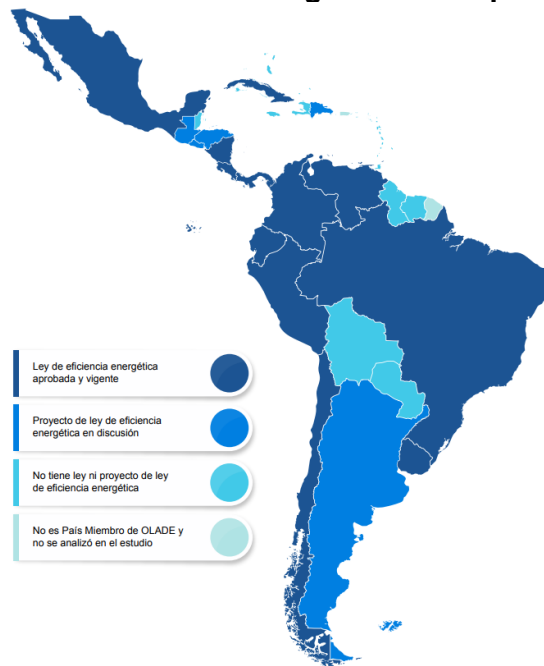 Ley de eficiencia energética
aprobada y vigente
Proyecto de ley de eficiencia
energética en discusión
No tiene ley ni proyecto de ley
de eficiencia energética
No es País Miembro de OLADE y
no se analizó en el estudio